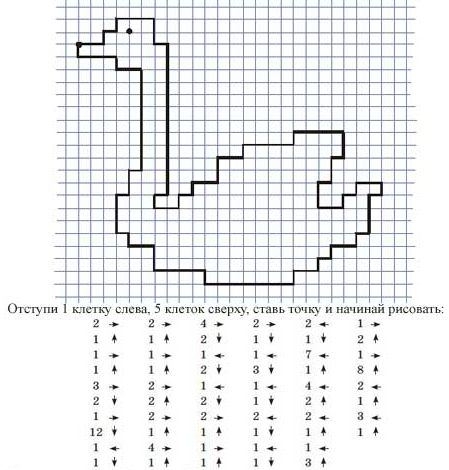 Отступи 1 клетку слева, 5 клеток сверху, ставь точку и начинай рисовать:
2 → 2 → 4 → 2 → 2 ← 1 →
1 ↑ 1 ↑ 2 ↓ 1 ↓ 1 ↓ 2 ↑
1 → 1 → 1 ← 1 ← 7 ← 1 →
1 ↑ 1 ↑ 2 ↓ 3 ↓ 1 ↑ 8 ↑
3 → 2 → 1 ← 1 ← 4 ← 2 ←
2 ↓ 2 ↑ 2 ↓ 1 ↓ 1 ↑ 1 ↑
1 → 2 → 2 → 2 ← 2 ← 3 ←
12 ↓ 1 ↑ 1 ↑ 1 ↓ 1 ↑ 1 ↑
1 ← 4 → 1 → 1 ← 1 ←
1 ↓ 1 ↑ 1 ↑ 1 ↓ 3 ↑